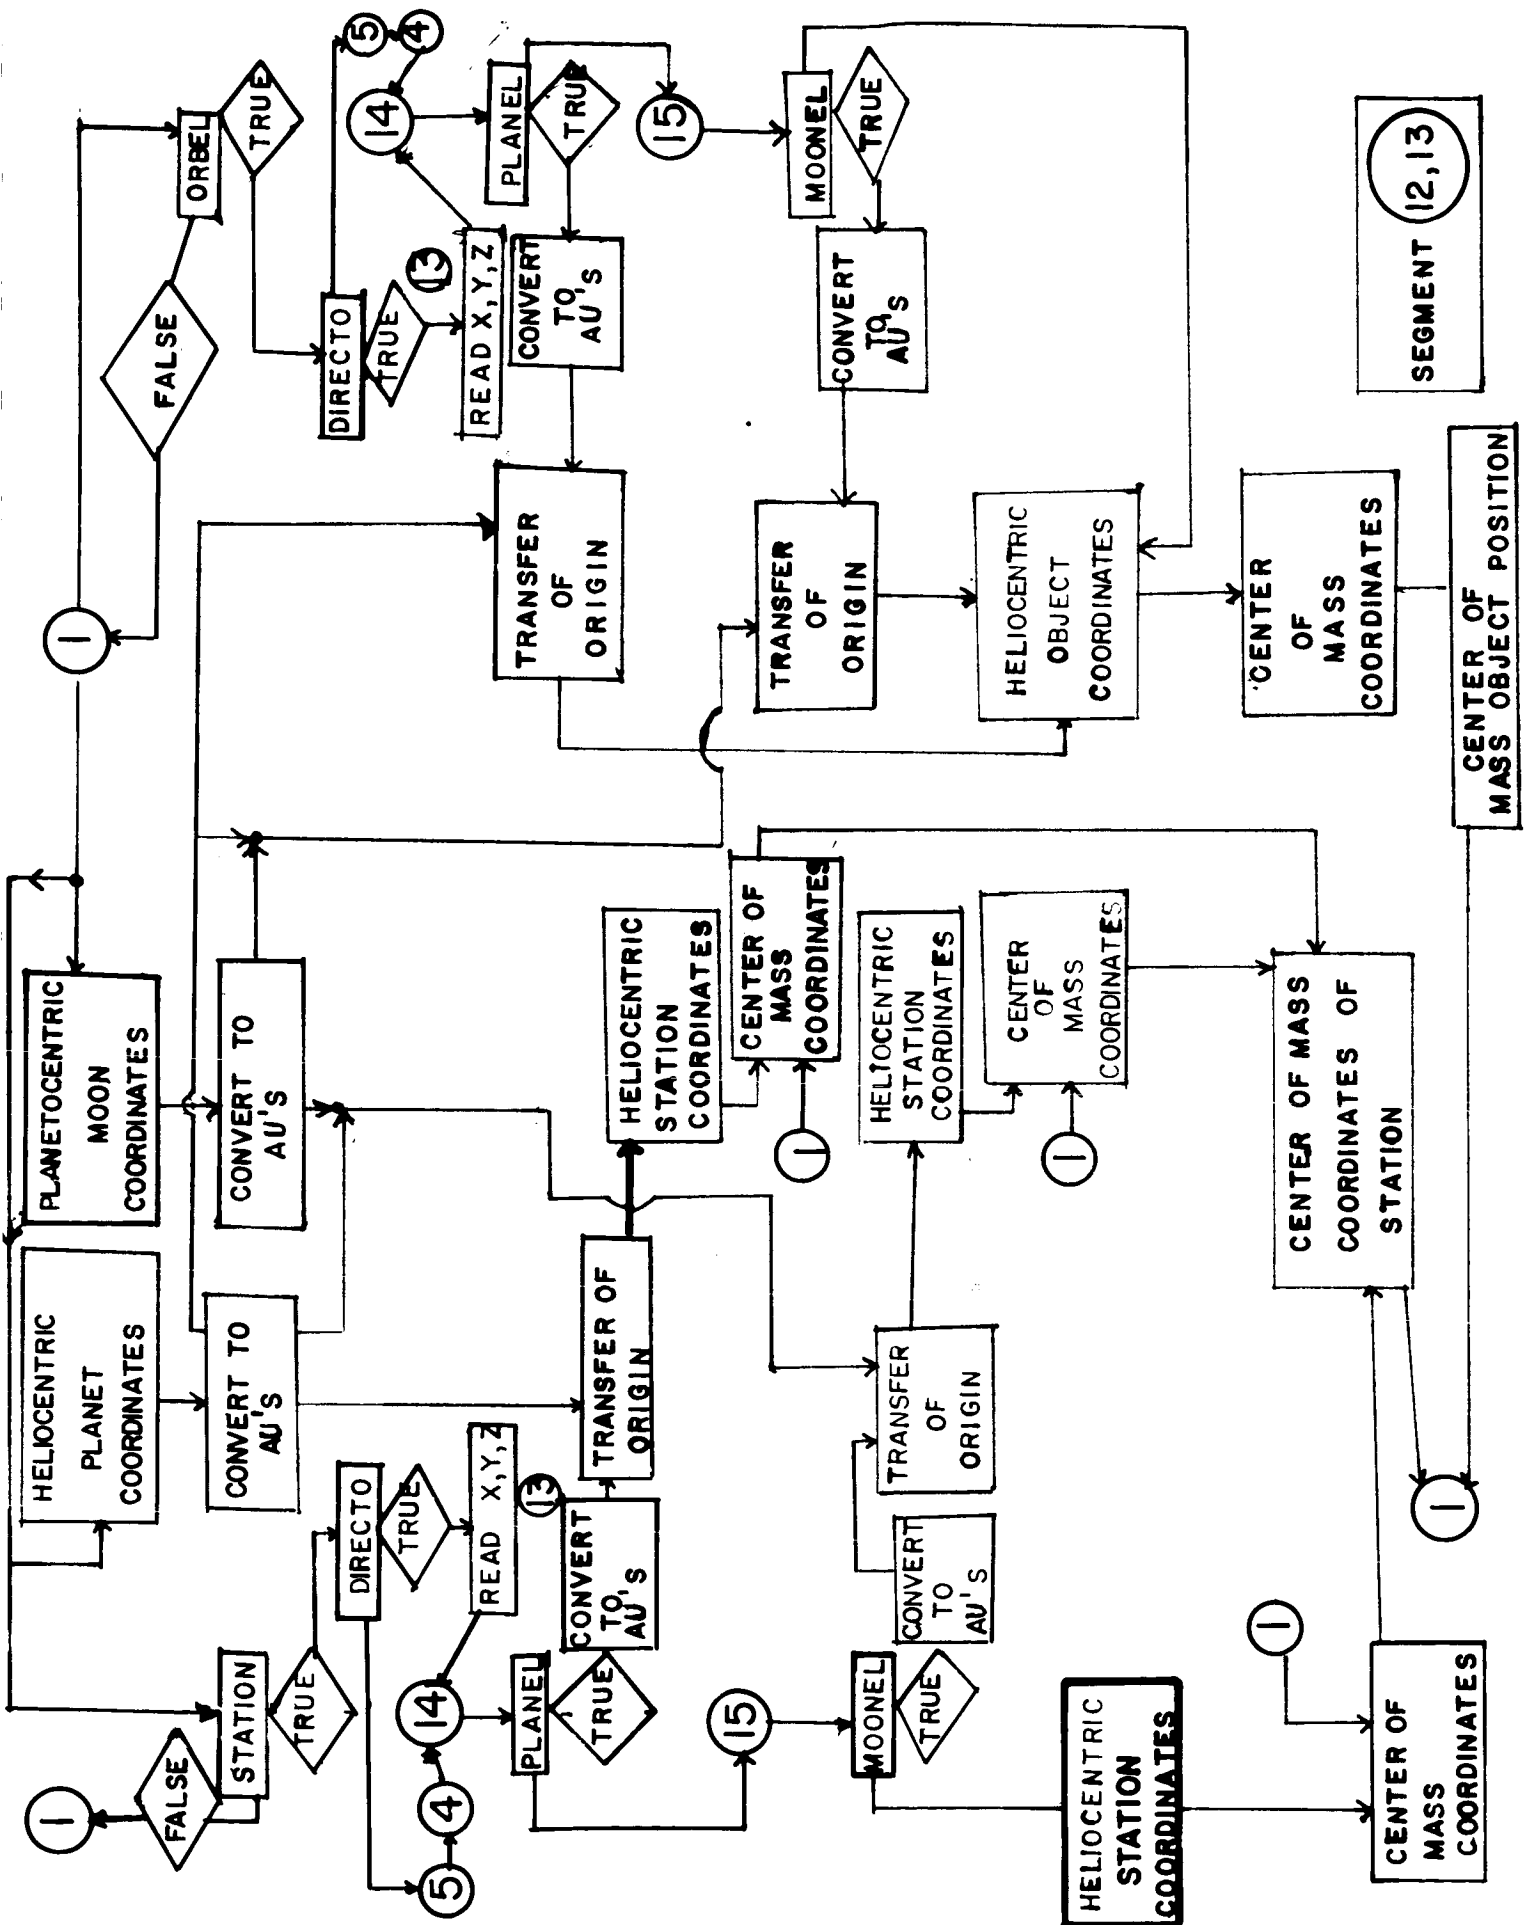 1
FALSE
STATION
TRUE
HELIOCENTRIC
PLANET
COORDINATES
PLANETOCENTRIC
MOON
COORDINATES
1
FALSE
ORBEL
TRUE
CONVERT TO
AU'S
CONVERT TO
AU'S
DIRECTO
TRUE
READ X,Y,Z
13
5
4
14
PLANEL
TRUE
CONVERT
TO
AU'S
TRANSFER OF
ORIGIN
HELIOCENTRIC
STATION
COORDINATES
CENTER OF
MASS
COORDINATES
1
DIRECTO
TRUE
13
READ X,Y,Z
5
4
14
PLANEL
TRUE
CONVERT
TO
AU'S
TRANSFER
OF
ORIGIN
15
MOONEL
TRUE
CONVERT
TO
AU'S
TRANSFER
OF
ORIGIN
HELIOCENTRIC
STATION
COORDINATES
CENTER
OF
MASS
COORDINATES
1
15
MOONEL
TRUE
CONVERT
TO
AU'S
TRANSFER
OF
ORIGIN
HELIOCENTRIC
OBJECT
COORDINATES
HELIOCENTRIC
STATION
COORDINATES
1
CENTER OF
MASS
COORDINATES
CENTER OF MASS
COORDINATES OF
STATION
1
CENTER
OF
MASS
COORDINATES
CENTER OF
MASS OBJECT POSITION
SEGMENT 12,13